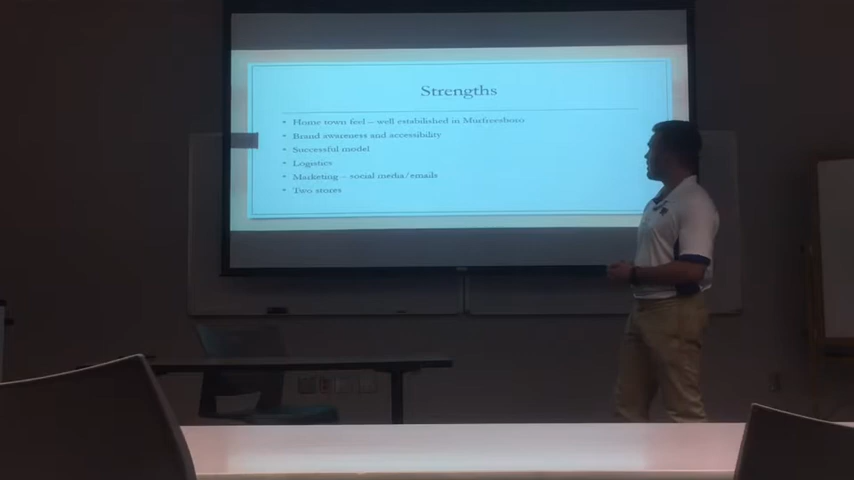 Strengths
• Home town feel – well established in Murfreesboro
• Brand awareness and accessibility
• Successful model
• Logistics
• Marketing – social media/emails
• Two stores